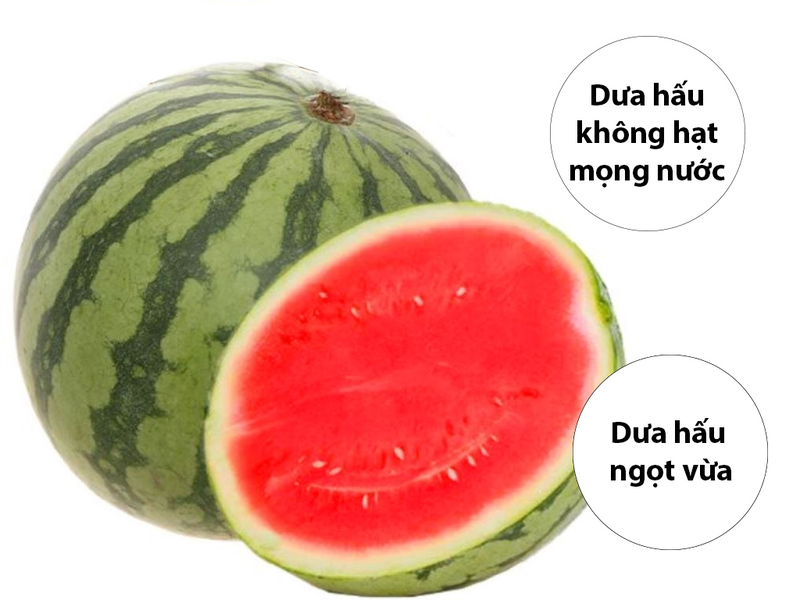 Dưa hấu
không hạt
mọng nước
Dưa hấu
ngọt vừa